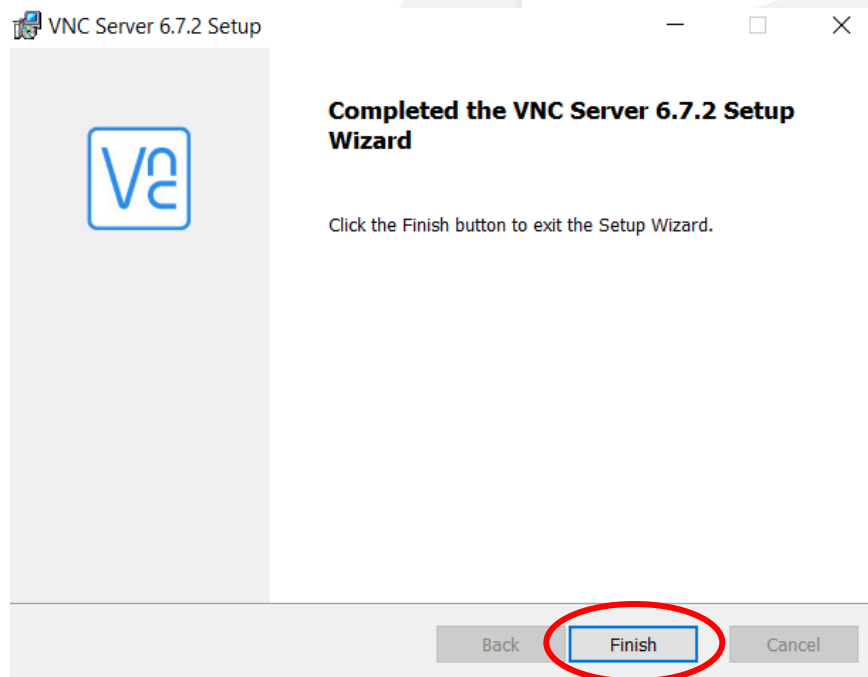 VNC Server 6.7.2 Setup
Completed the VNC Server 6.7.2 Setup
Wizard
VNC
Click the Finish button to exit the Setup Wizard.
Back Finish Cancel